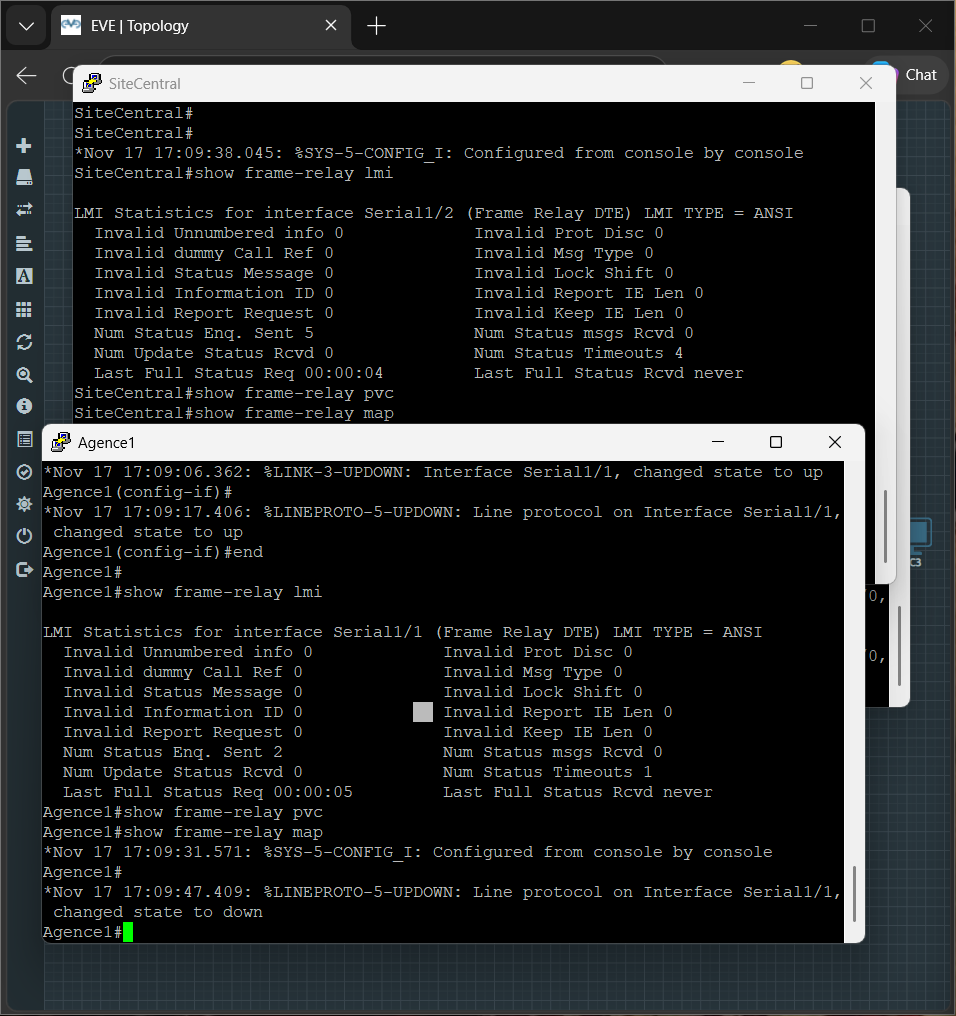 EVE | Topology
Chat
SiteCentral
SiteCentral#
SiteCentral#
*Nov 17 17:09:38.045: %SYS-5-CONFIG_I: Configured from console by console
SiteCentral#show frame-relay lmi
LMI Statistics for interface Serial1/2 (Frame Relay DTE) LMI TYPE = ANSI
Invalid Unnumbered info 0 Invalid Prot Disc 0
Invalid dummy Call Ref 0 Invalid Msg Type 0
Invalid Status Message 0 Invalid Lock Shift 0
Invalid Information ID 0 Invalid Report IE Len 0
Invalid Report Request 0 Invalid Keep IE Len 0
Num Status Enq. Sent 5 Num Status msgs Rcvd 0
Num Update Status Rcvd 0 Num Status Timeouts 4
Last Full Status Req 00:00:04 Last Full Status Rcvd never
SiteCentral#show frame-relay pvc
SiteCentral#show frame-relay map
Agence1
*Nov 17 17:09:06.362: %LINK-3-UPDOWN: Interface Serial1/1, changed state to up
Agence1(config-if)#
*Nov 17 17:09:17.406: %LINEPROTO-5-UPDOWN: Line protocol on Interface Serial1/1,
changed state to up
Agence1(config-if)#end
Agence1#
Agence1#show frame-relay lmi
LMI Statistics for interface Serial1/1 (Frame Relay DTE) LMI TYPE = ANSI
Invalid Unnumbered info 0 Invalid Prot Disc 0
Invalid dummy Call Ref 0 Invalid Msg Type 0
Invalid Status Message 0 Invalid Lock Shift 0
Invalid Information ID 0 Invalid Report IE Len 0
Invalid Report Request 0 Invalid Keep IE Len 0
Num Status Enq. Sent 2 Num Status msgs Rcvd 0
Num Update Status Rcvd 0 Num Status Timeouts 1
Last Full Status Req 00:00:05 Last Full Status Rcvd never
Agence1#show frame-relay pvc
Agence1#show frame-relay map
*Nov 17 17:09:31.571: %SYS-5-CONFIG_I: Configured from console by console
Agence1#
*Nov 17 17:09:47.409: %LINEPROTO-5-UPDOWN: Line protocol on Interface Serial1/1,
changed state to down
Agence1#
/0,
/0,
C3